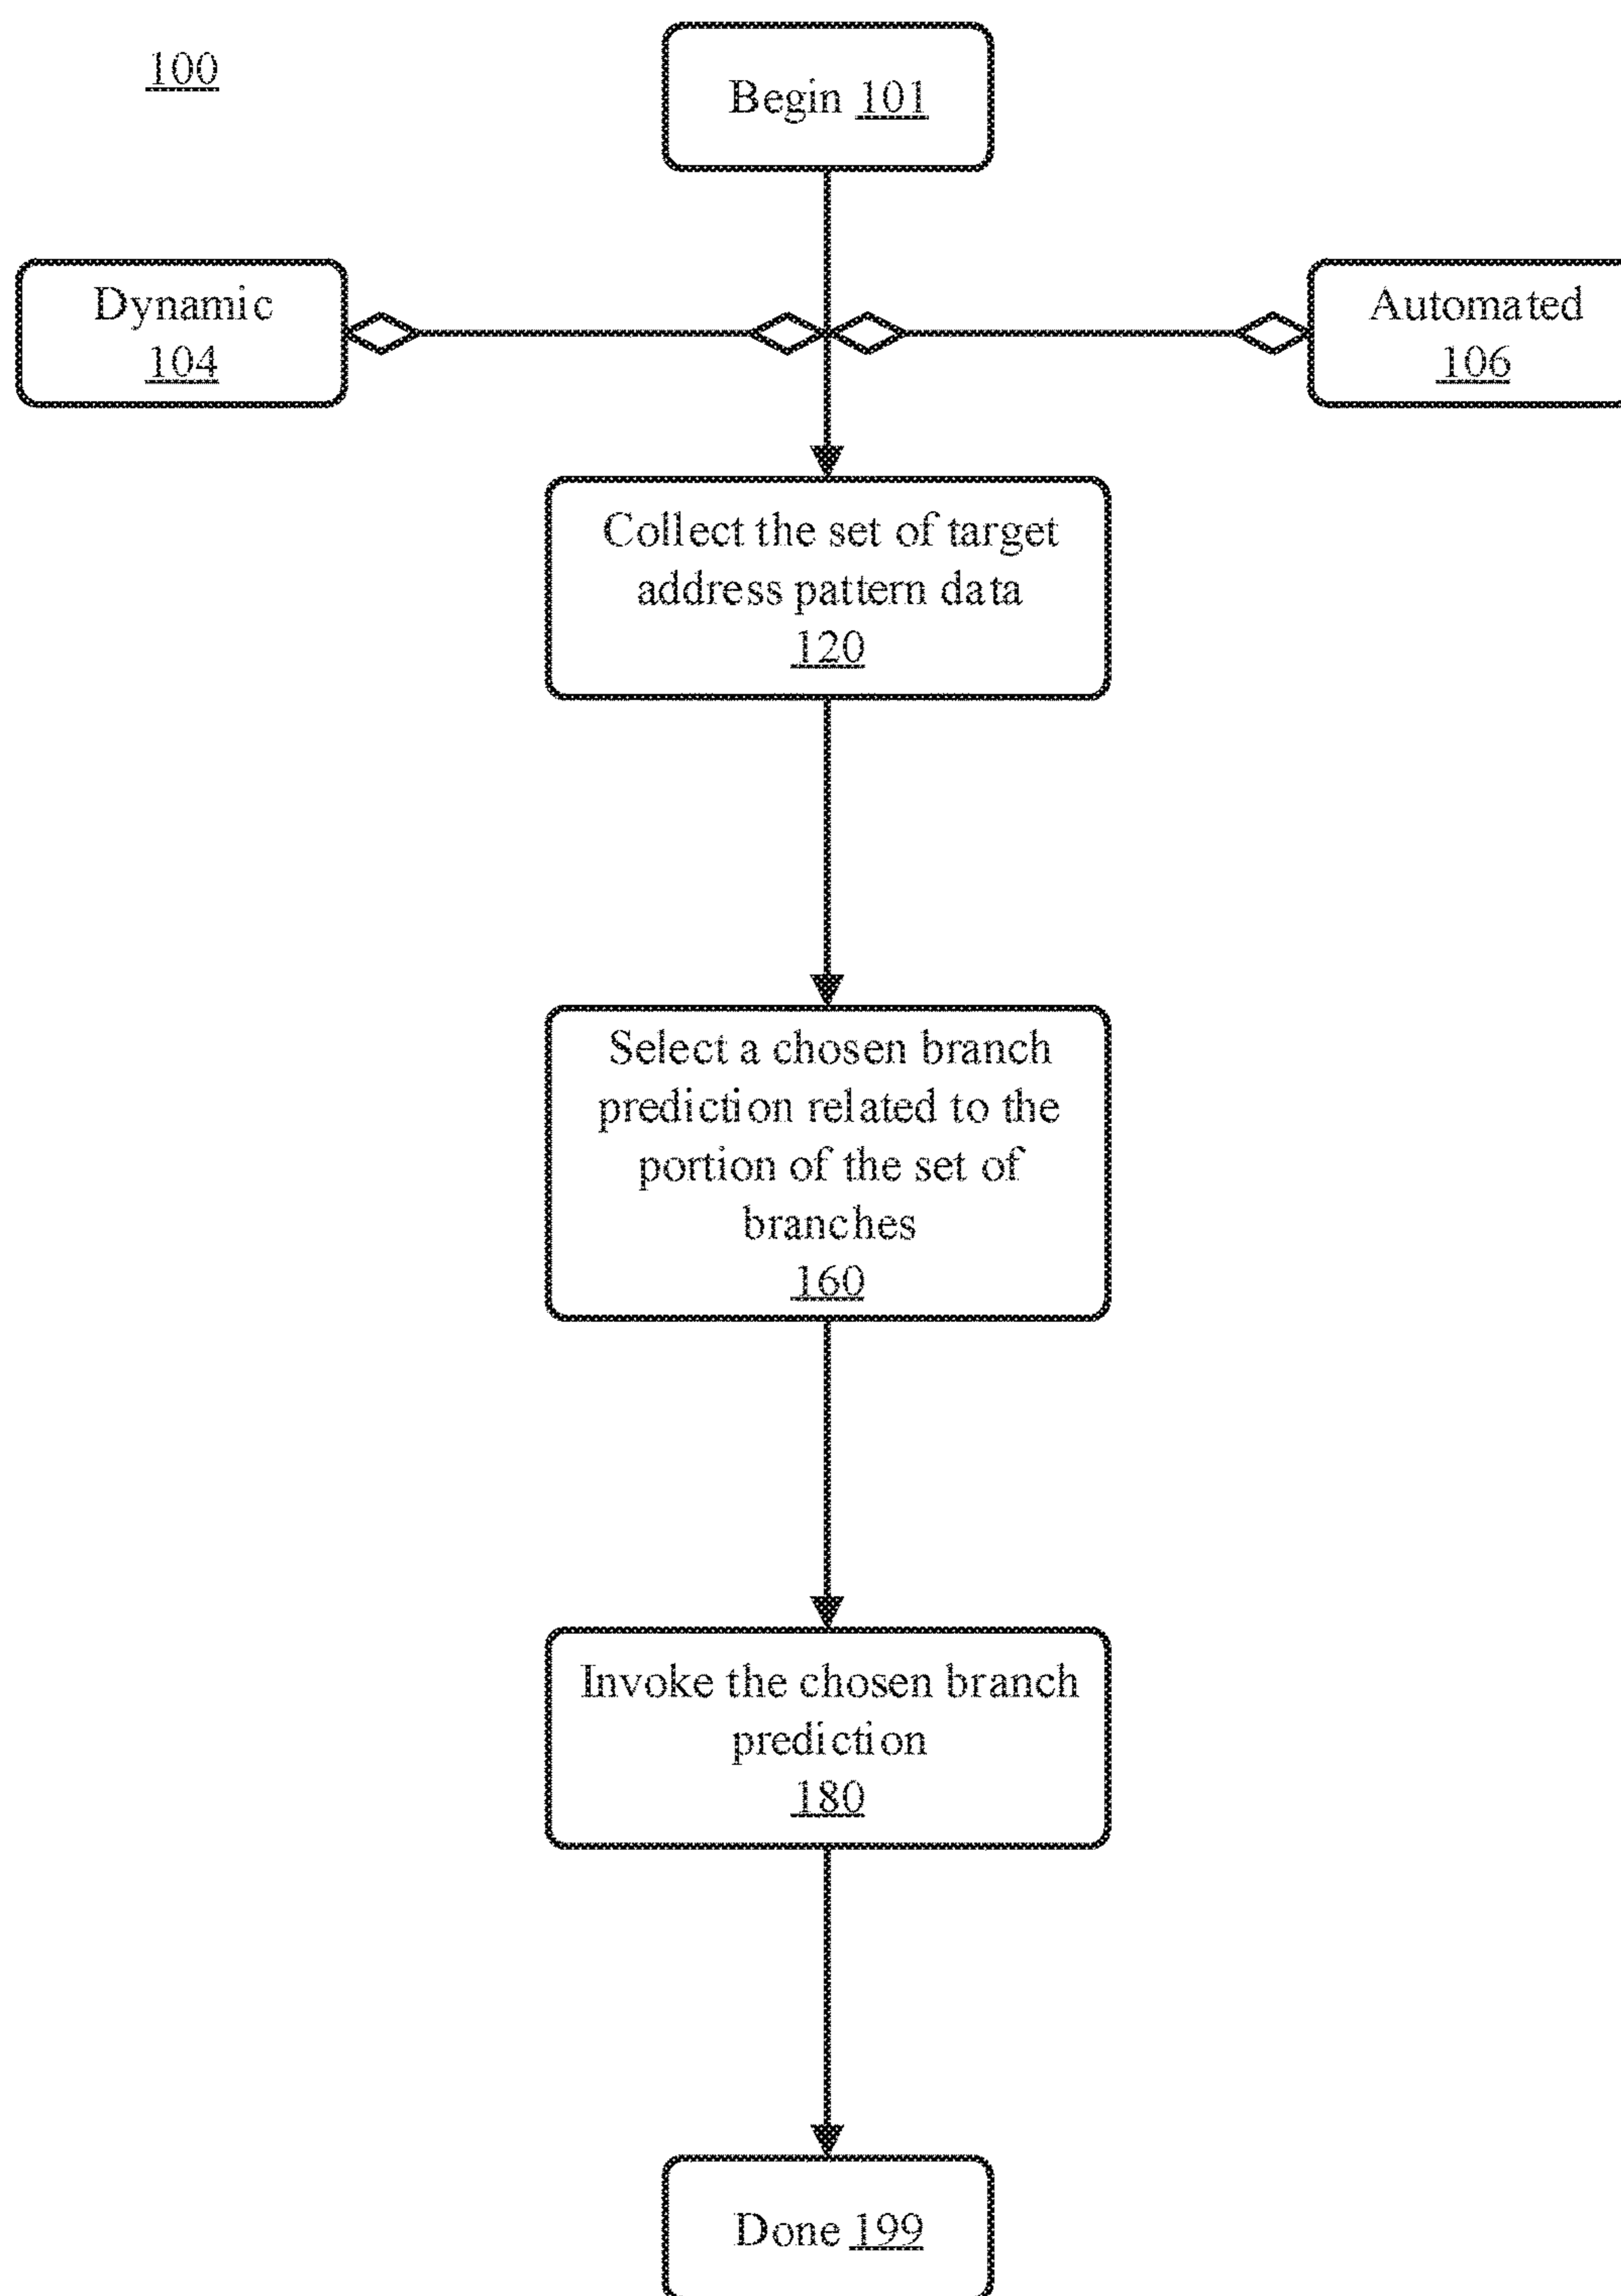 100
Begin 101
Dynamic
104
Automated
106
Collect the set of target
address pattern data
120
Select a chosen branch
prediction related to the
portion of the set of
branches
160
Invoke the chosen branch
prediction
180
Done 199